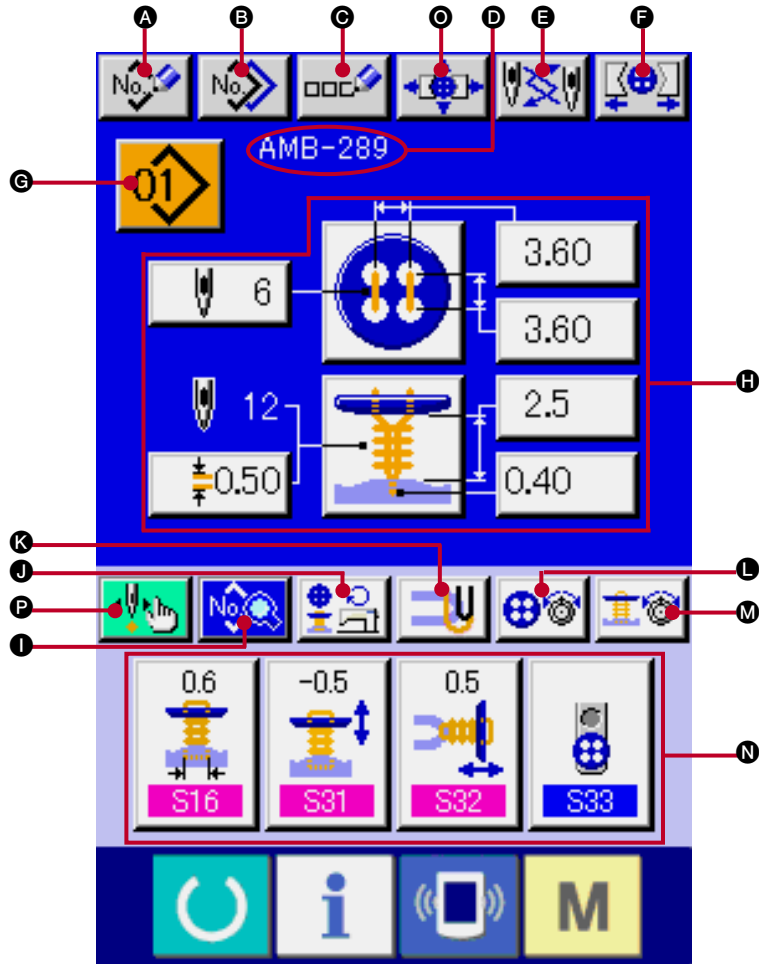 A B C O D E F
No. No.
AMB-289
G 01
3.60
6
3.60
H
12 2.5
0.50 0.40
K
J L
P No. M
I
0.6 -0.5 0.5
N
S16 S31 S32 S33
i M